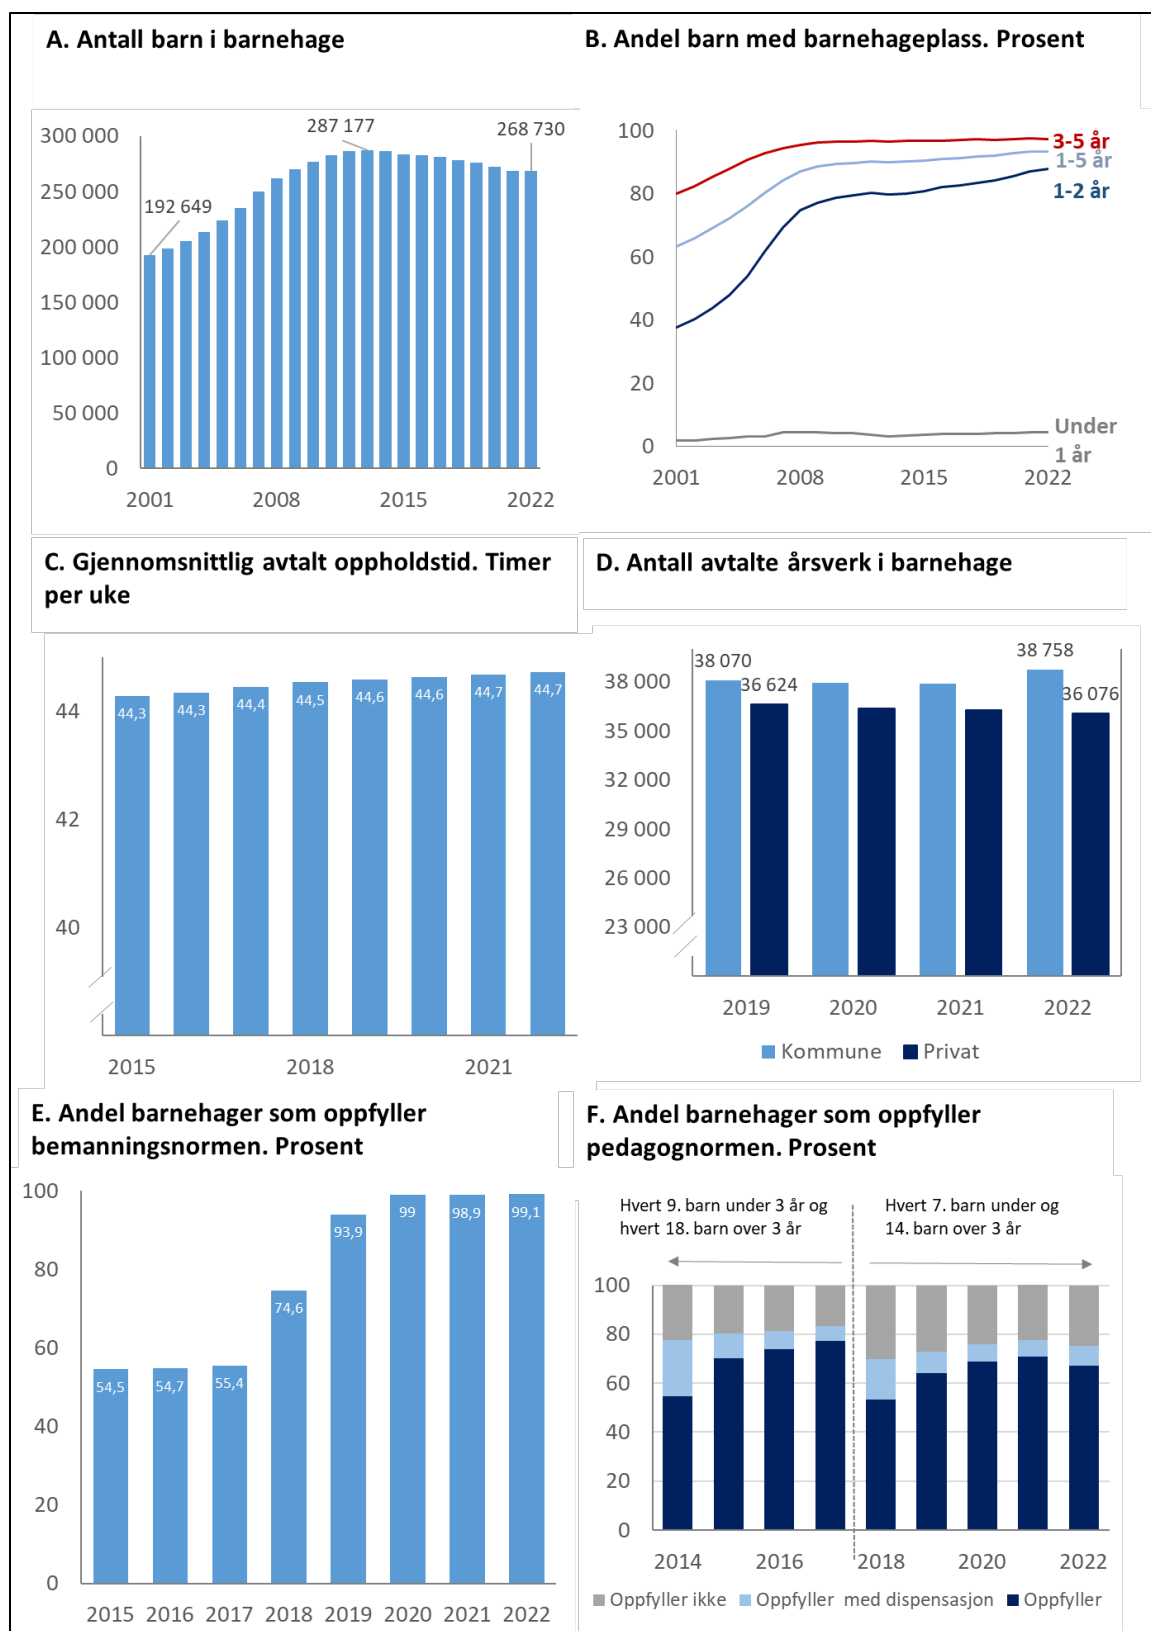 A. Antall barn i barnehage
287 177
268 730
300 000
250 000
192 649
200 000
150 000
100 000
50 000
0
2001 2008 2015 2022
B. Andel barn med barnehageplass. Prosent
100
3-5 år
1-5 år
80
1-2 år
60
40
20
Under
1 år
0
2001 2008 2015 2022
C. Gjennomsnittlig avtalt oppholdstid. Timer
per uke
44,3 44,3 44,4 44,5 44,6 44,6 44,7 44,7
44
42
40
2015 2018 2021
D. Antall avtalte årsverk i barnehage
38 070
36 624
38 758
36 076
38 000
35 000
32 000
29 000
26 000
23 000
2019 2020 2021 2022
Kommune Privat
E. Andel barnehager som oppfyller
bemanningsnormen. Prosent
100
99 98,9 99,1
93,9
80
74,6
60
54,5 54,7 55,4
40
20
0
2015 2016 2017 2018 2019 2020 2021 2022
F. Andel barnehager som oppfyller
pedagognormen. Prosent
Hvert 9. barn under 3 år og
hvert 18. barn over 3 år
Hvert 7. barn under og
14. barn over 3 år
100
80
60
40
20
0
2014 2016 2018 2020 2022
Oppfyller ikke Oppfyller med dispensasjon Oppfyller